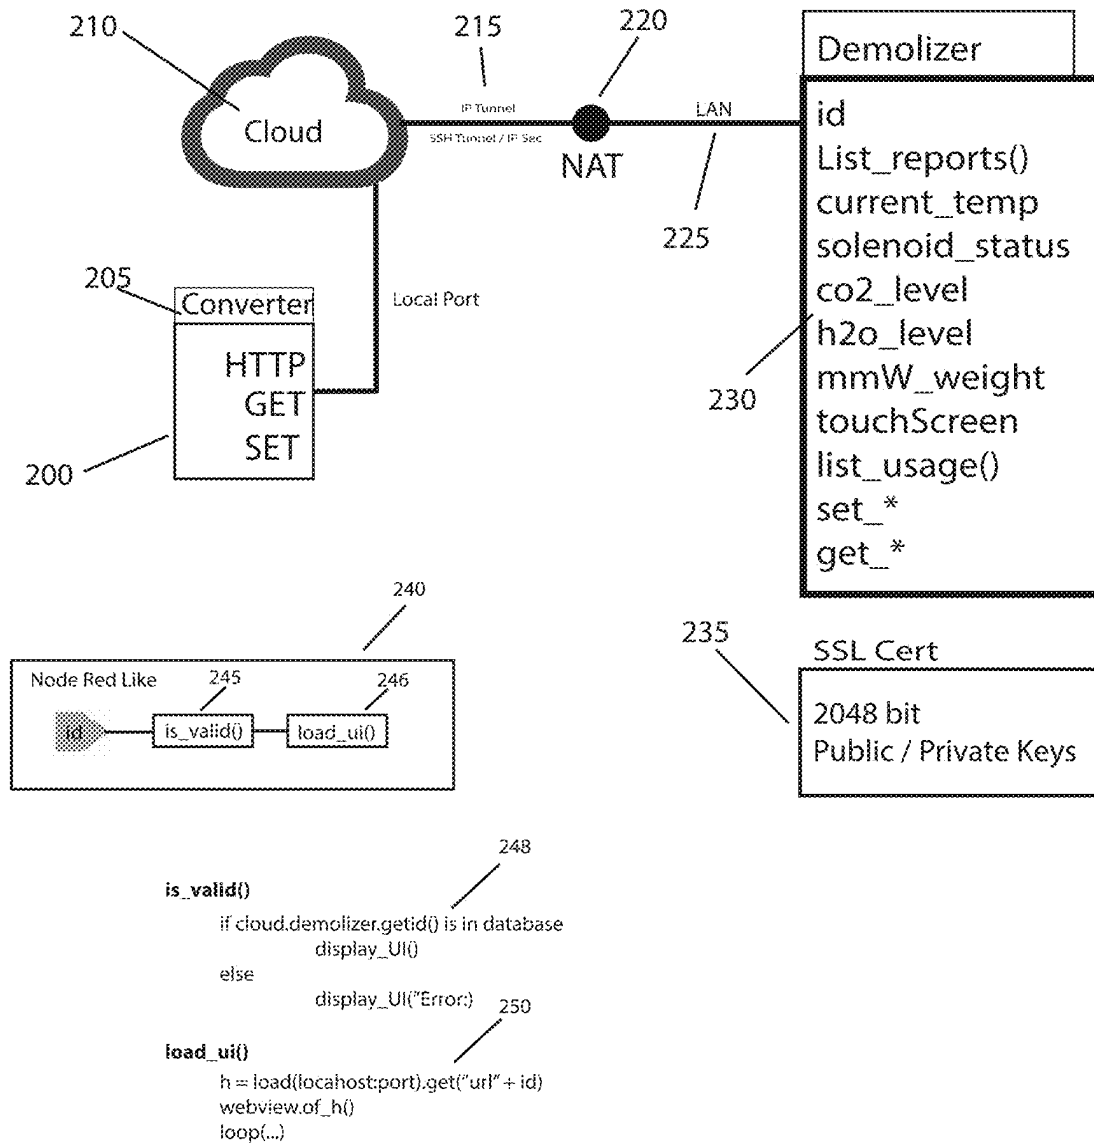 210
215
220
Demolizer
Cloud
IP Tunnel
SSH Tunnel / IP Sec
NAT
LAN
225
id
List_reports()
current_temp
solenoid_status
co2_level
h2o_level
mmW_weight
touchScreen
list_usage()
set_*
get_*
230
205
Converter
Local Port
HTTP
GET
SET
200
240
235
SSL Cert
2048 bit
Public / Private Keys
Node Red Like
245
246
id
is_valid()
load_ui()
248
is_valid()
if cloud.demolizer.getid() is in database
display_UI()
else
display_UI("Error:)
250
load_ui()
h = load(locahost:port).get("url" + id)
webview.of_h()
loop(...)